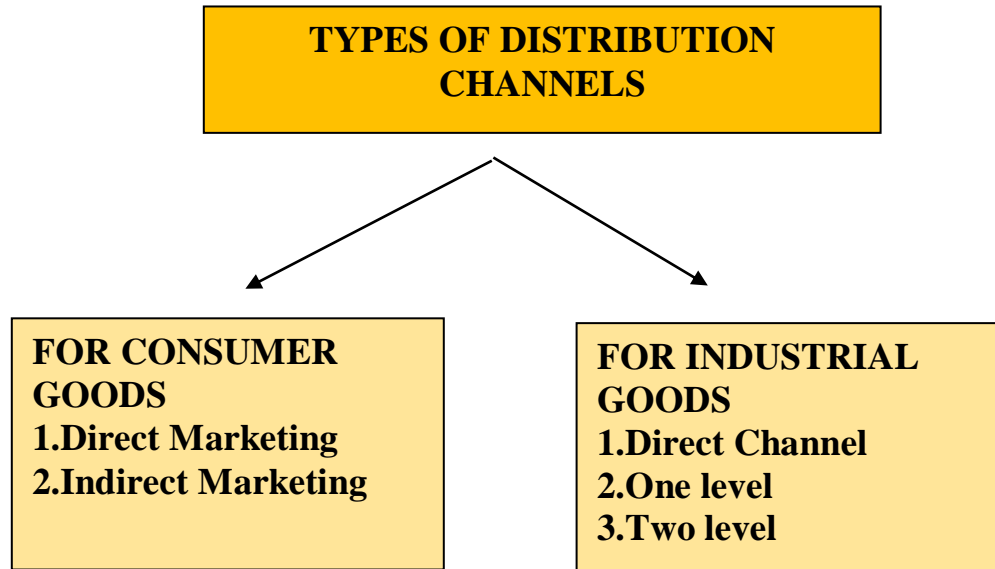 TYPES OF DISTRIBUTION
CHANNELS
FOR CONSUMER
GOODS
1.Direct Marketing
2.Indirect Marketing
FOR INDUSTRIAL
GOODS
1.Direct Channel
2.One level
3.Two level